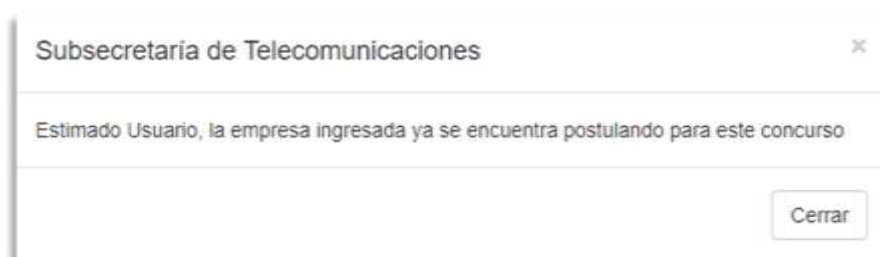 Subsecretaría de Telecomunicaciones
×
Estimado Usuario, la empresa ingresada ya se encuentra postulando para este concurso
Cerrar